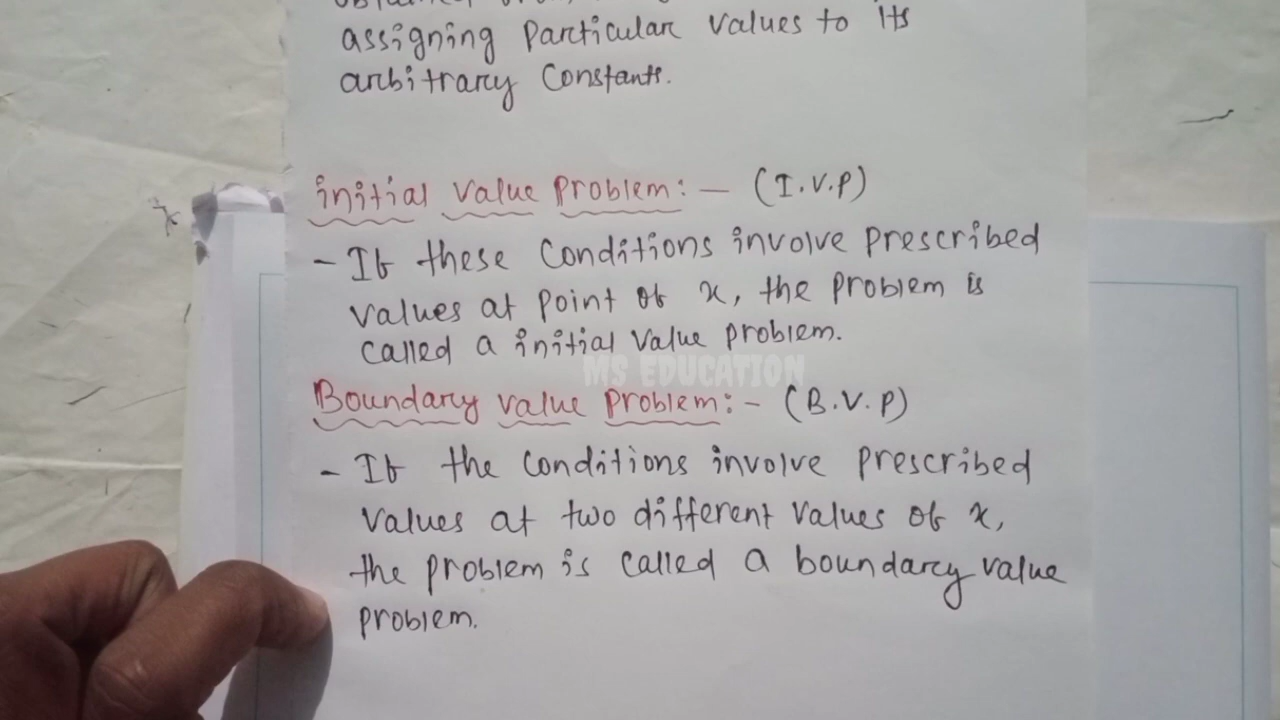 assigning particular values to its
arbitrary constants.
initial value problem:- (I.V.P)
- If these conditions involve prescribed
values at point of x, the problem is
called a initial value problem.
MS EDUCATION
Boundary value problem:- (B.V.P)
- If the conditions involve prescribed
values at two different values of x,
the problem is called a boundary value
problem.